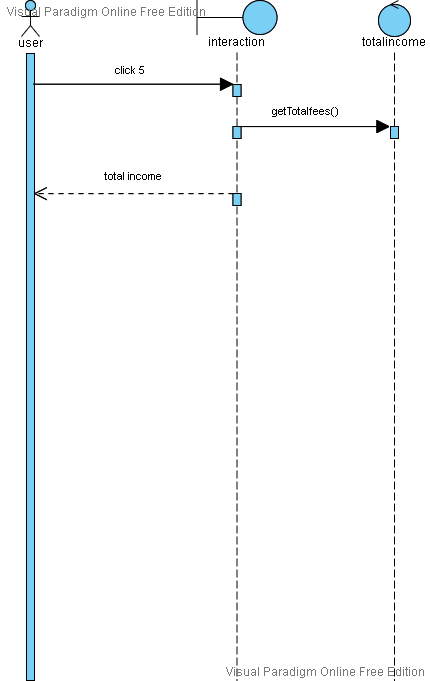 Visual Paradigm Online Free Edition
user
interaction
totalincome
click 5
getTotalfees()
total income
Visual Paradigm Online Free Edition